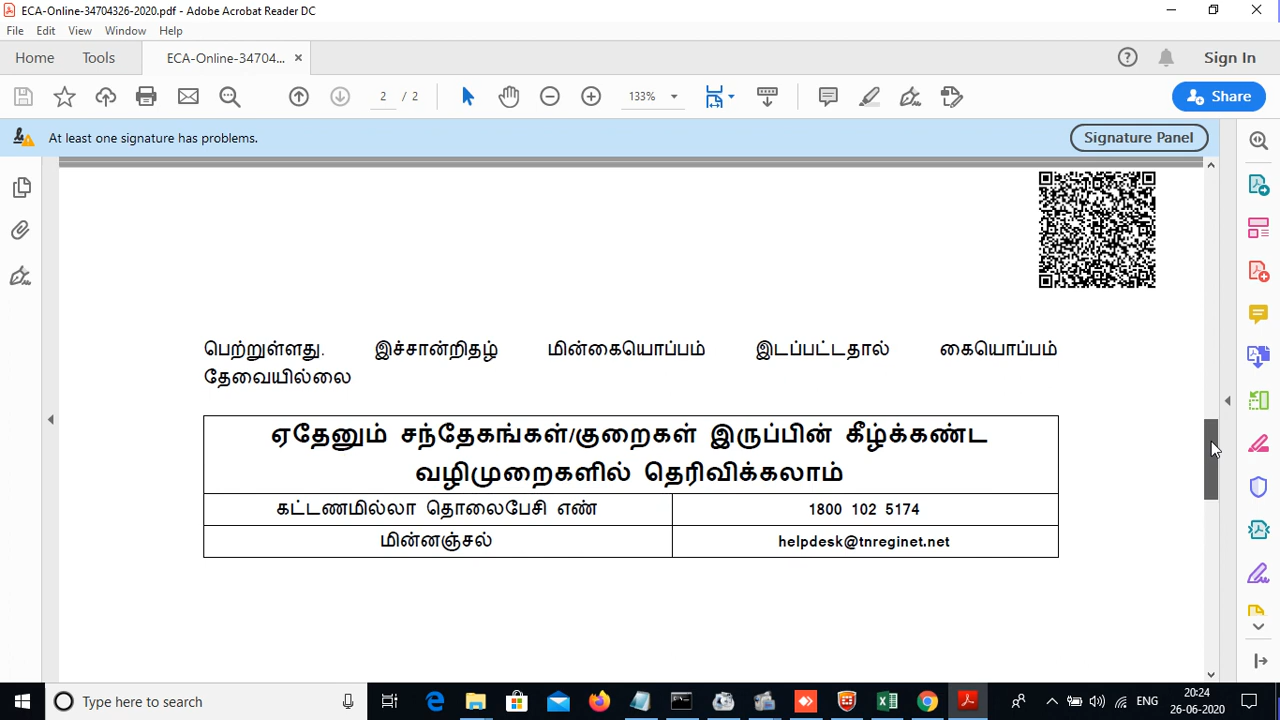 ECA-Online-34704326-2020.pdf - Adobe Acrobat Reader DC
File Edit View Window Help
Home Tools ECA-Online-34704... × Sign In
2 / 2 133% Share
At least one signature has problems. Signature Panel
பெற்றுள்ளது. இச்சான்றிதழ் மின்கையொப்பம் இடப்பட்டதால் கையொப்பம்
தேவையில்லை
ஏதேனும் சந்தேகங்கள்/குறைகள் இருப்பின் கீழ்க்கண்ட
வழிமுறைகளில் தெரிவிக்கலாம்
கட்டணமில்லா தொலைபேசி எண் 1800 102 5174
மின்னஞ்சல் helpdesk@tnreginet.net
Type here to search ENG 20:24
26-06-2020